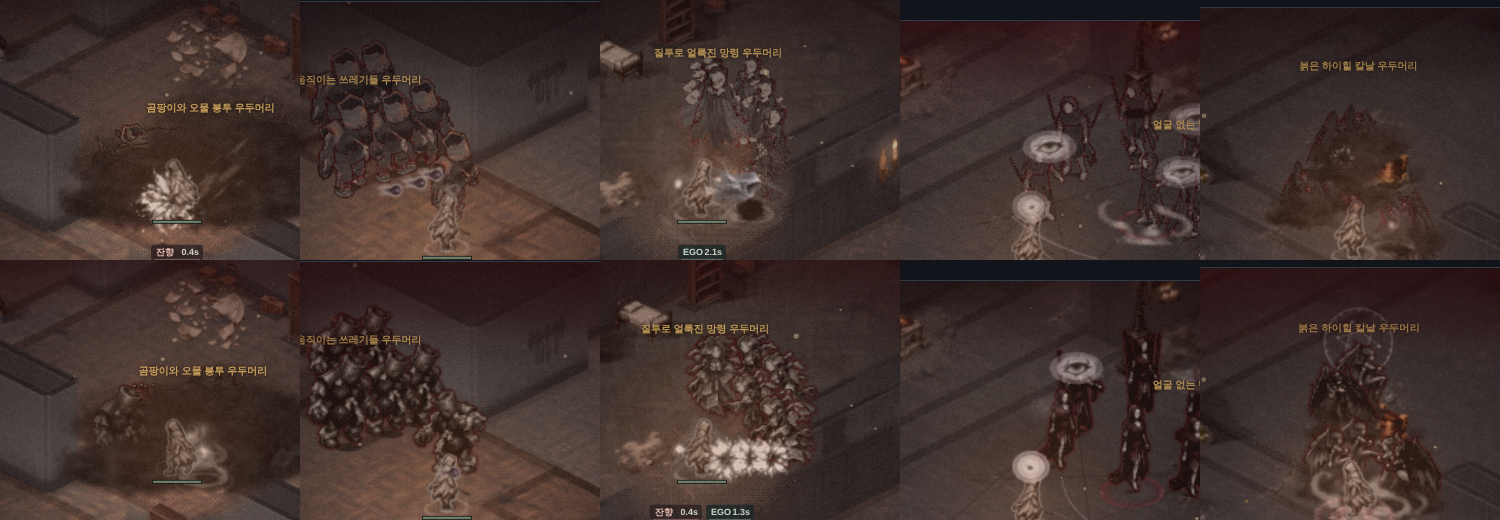 곰팡이와 오물 봉투 우두머리
잔향 0.4s
움직이는 쓰레기들 우두머리
질투로 얼룩진 망령 우두머리
EGO 2.1s
얼굴 없는
붉은 하이힐 칼날 우두머리
곰팡이와 오물 봉투 우두머리
움직이는 쓰레기들 우두머리
질투로 얼룩진 망령 우두머리
잔향 0.4s
EGO 1.3s
얼굴 없는
붉은 하이힐 칼날 우두머리